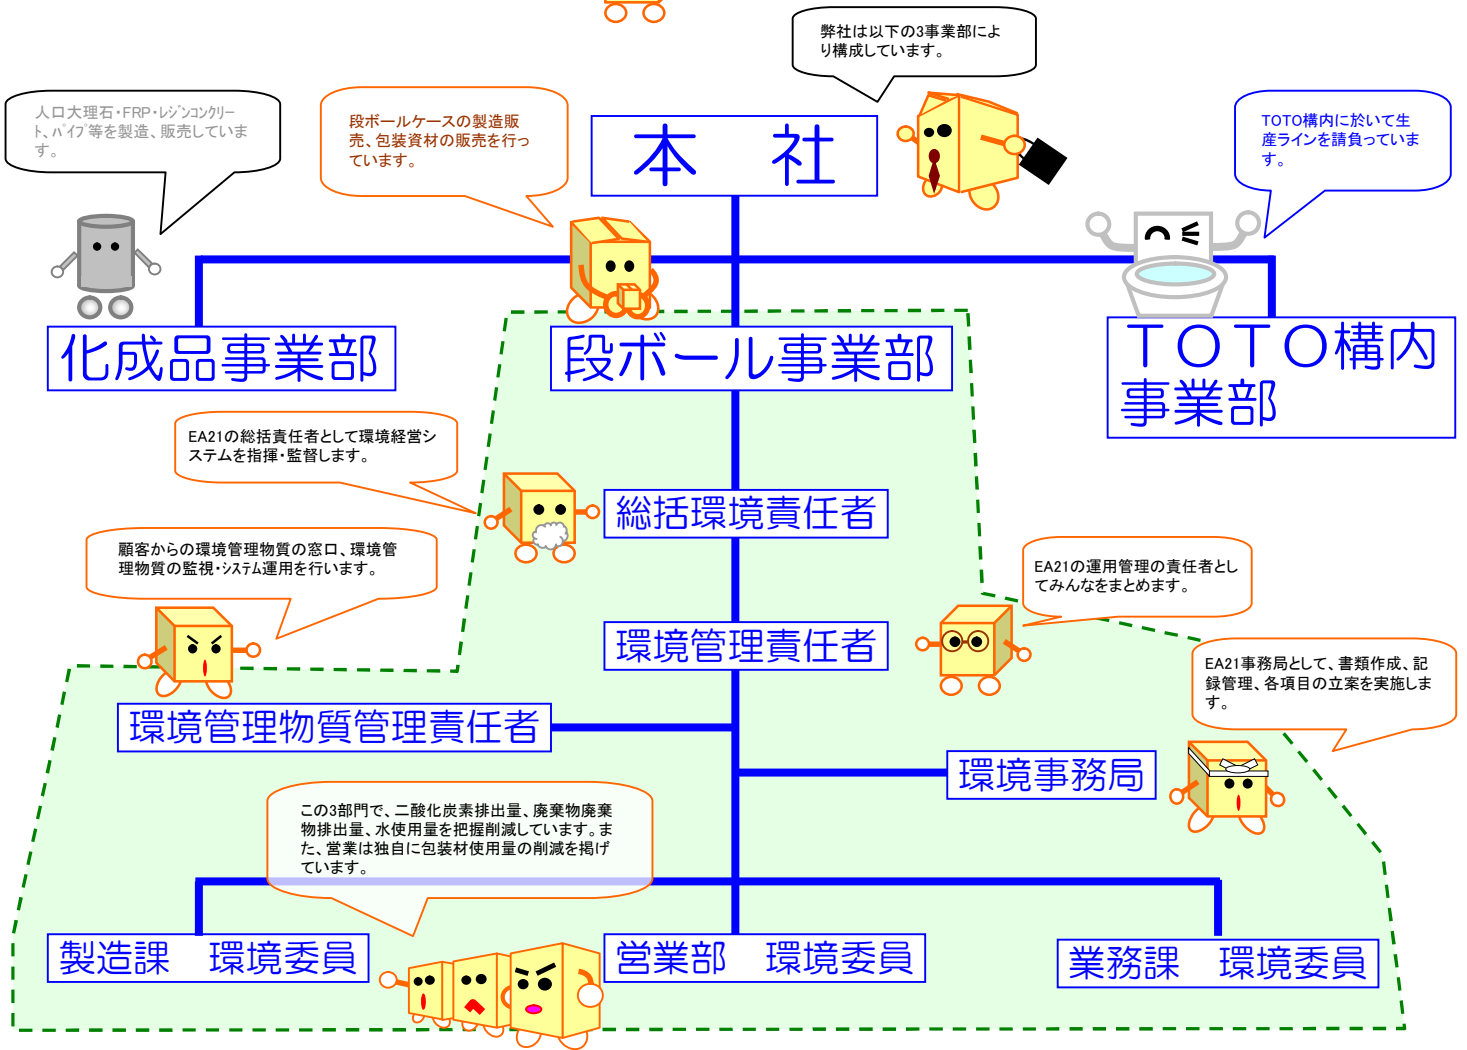 弊社は以下の3事業部によ
り構成しています。
人口大理石・FRP・レジンコンクリー
ト、パイプ等を製造、販売していま
す。
段ボールケースの製造販
売、包装資材の販売を行っ
ています。
TOTO構内に於いて生
産ラインを請負っていま
す。
本　社
化成品事業部
段ボール事業部
ＴＯＴＯ構内
事業部
EA21の総括責任者として環境経営シ
ステムを指揮・監督します。
総括環境責任者
顧客からの環境管理物質の窓口、環境管
理物質の監視・システム運用を行います。
EA21の運用管理の責任者とし
てみんなをまとめます。
環境管理責任者
EA21事務局として、書類作成、記
録管理、各項目の立案を実施しま
す。
環境管理物質管理責任者
環境事務局
この3部門で、二酸化炭素排出量、廃棄物廃棄
物排出量、水使用量を把握削減しています。ま
た、営業は独自に包装材使用量の削減を掲げ
ています。
製造課　環境委員
営業部　環境委員
業務課　環境委員